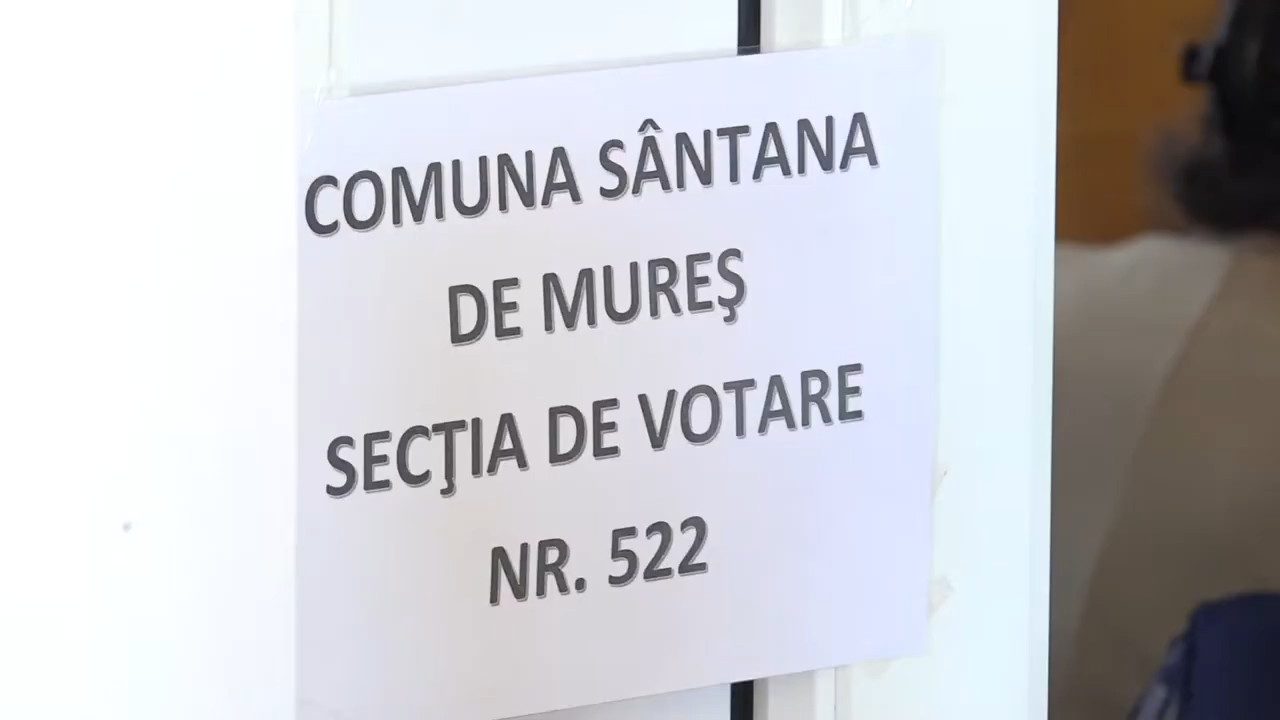 COMUNA SÂNTANA
DE MUREŞ
SECŢIA DE VOTARE
NR. 522